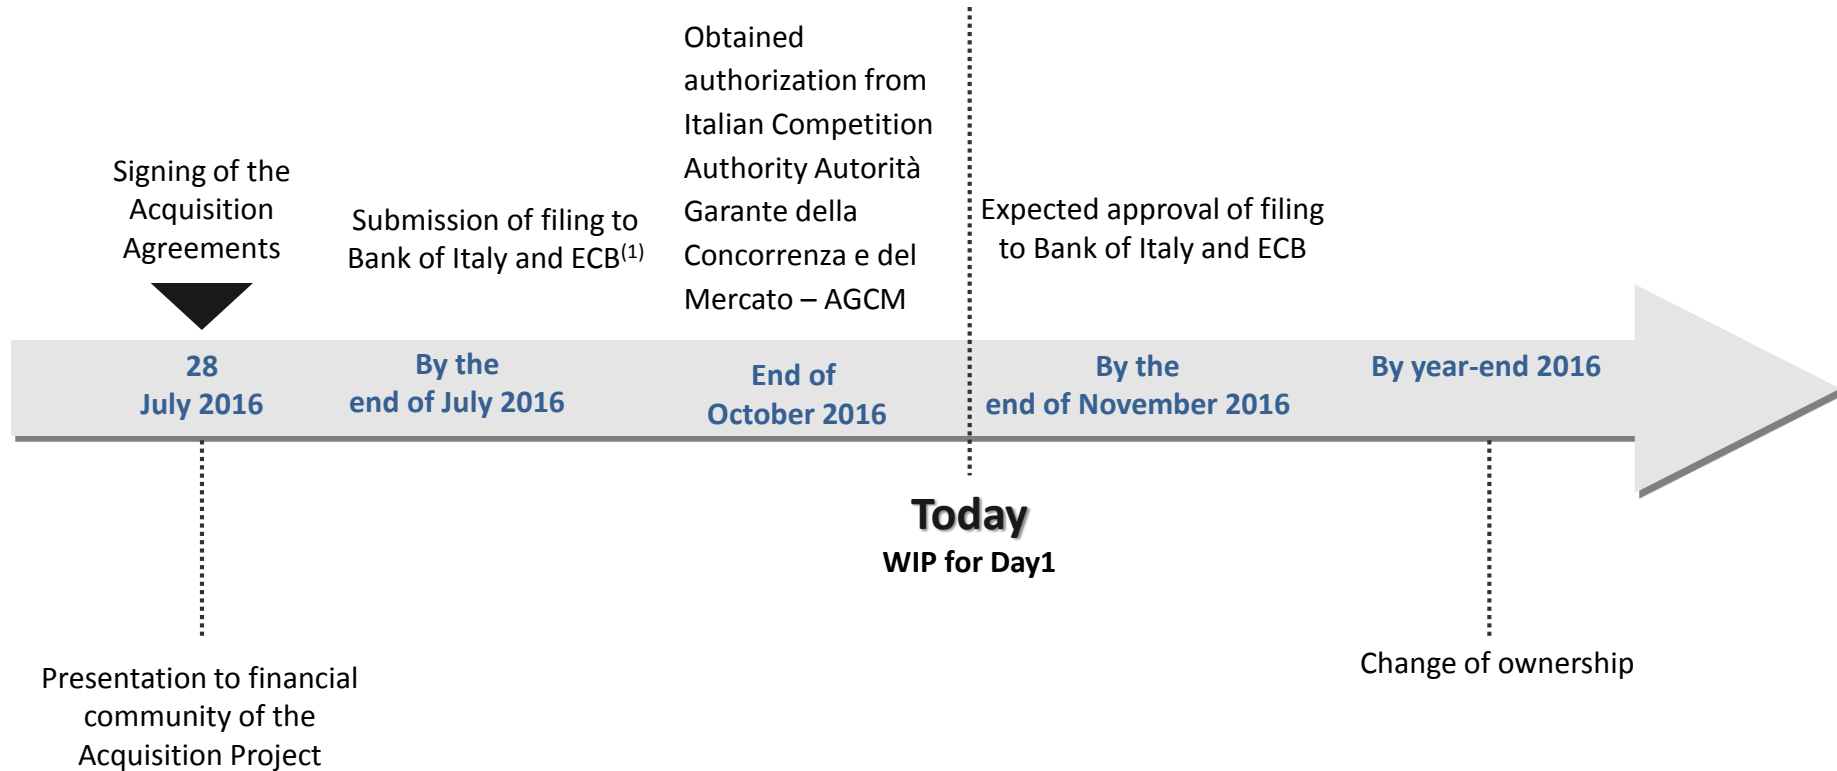 Signing of the
Acquisition
Agreements
Submission of filing to
Bank of Italy and ECB(1)
Obtained
authorization from
Italian Competition
Authority Autorità
Garante della
Concorrenza e del
Mercato – AGCM
Expected approval of filing
to Bank of Italy and ECB
28
July 2016
By the
end of July 2016
End of
October 2016
By the
end of November 2016
By year-end 2016
Today
WIP for Day1
Presentation to financial
community of the
Acquisition Project
Change of ownership